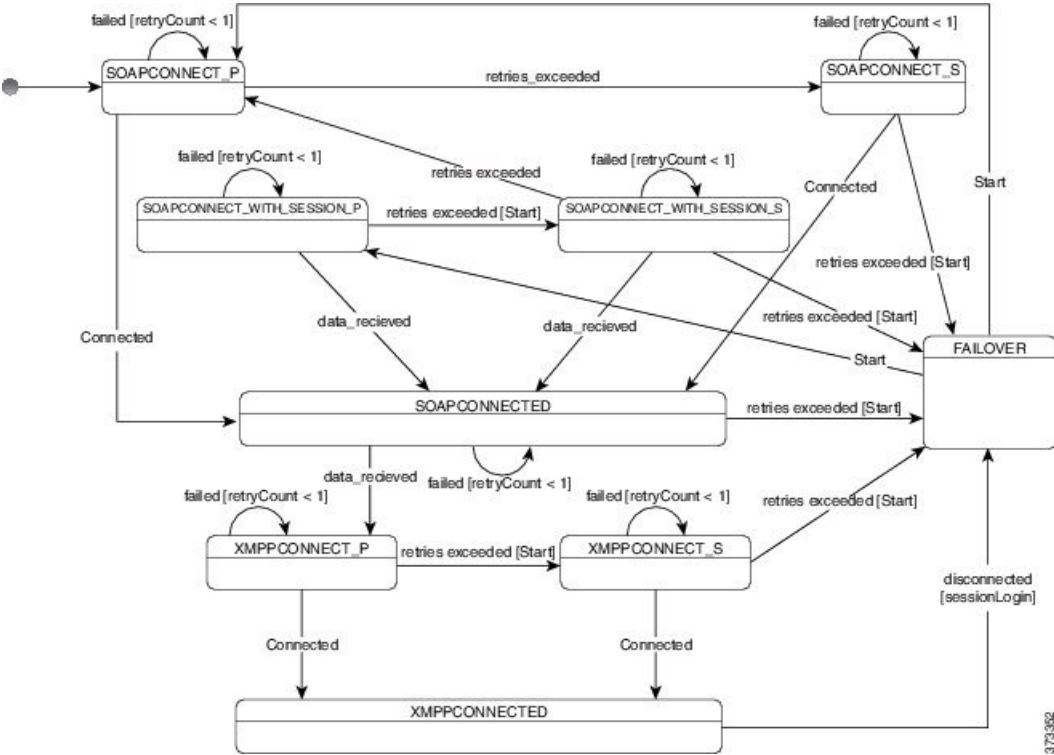 failed [retryCount < 1]
failed [retryCount < 1]
SOAPCONNECT_P
SOAPCONNECT_S
retries_exceeded
failed [retryCount < 1]
failed [retryCount < 1]
retries exceeded
Connected
Start
SOAPCONNECT_WITH_SESSION_P
SOAPCONNECT_WITH_SESSION_S
retries exceeded [Start]
retries exceeded [Start]
data_recieved
data_recieved
retries exceeded [Start]
Connected
FAILOVER
Start
SOAPCONNECTED
retries exceeded [Start]
data_recieved
failed [retryCount < 1]
failed [retryCount < 1]
failed [retryCount < 1]
retries exceeded [Start]
XMPPCONNECT_P
XMPPCONNECT_S
retries exceeded [Start]
disconnected
[sessionLogin]
Connected
Connected
XMPPCONNECTED
373362